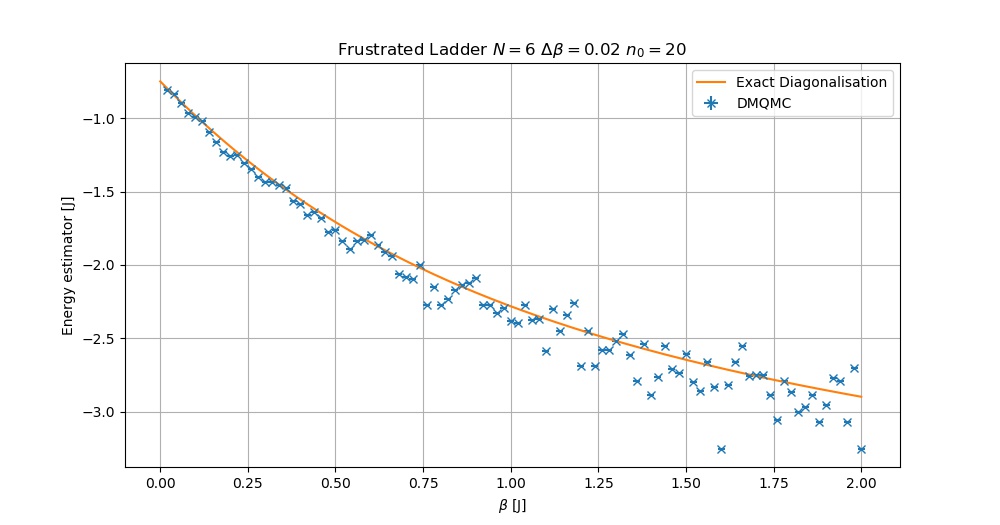 Frustrated Ladder N = 6 Δβ = 0.02 n₀ = 20
Exact Diagonalisation
DMQMC
Energy estimator [J]
−1.0
−1.5
−2.0
−2.5
−3.0
0.00 0.25 0.50 0.75 1.00 1.25 1.50 1.75 2.00
β [J]